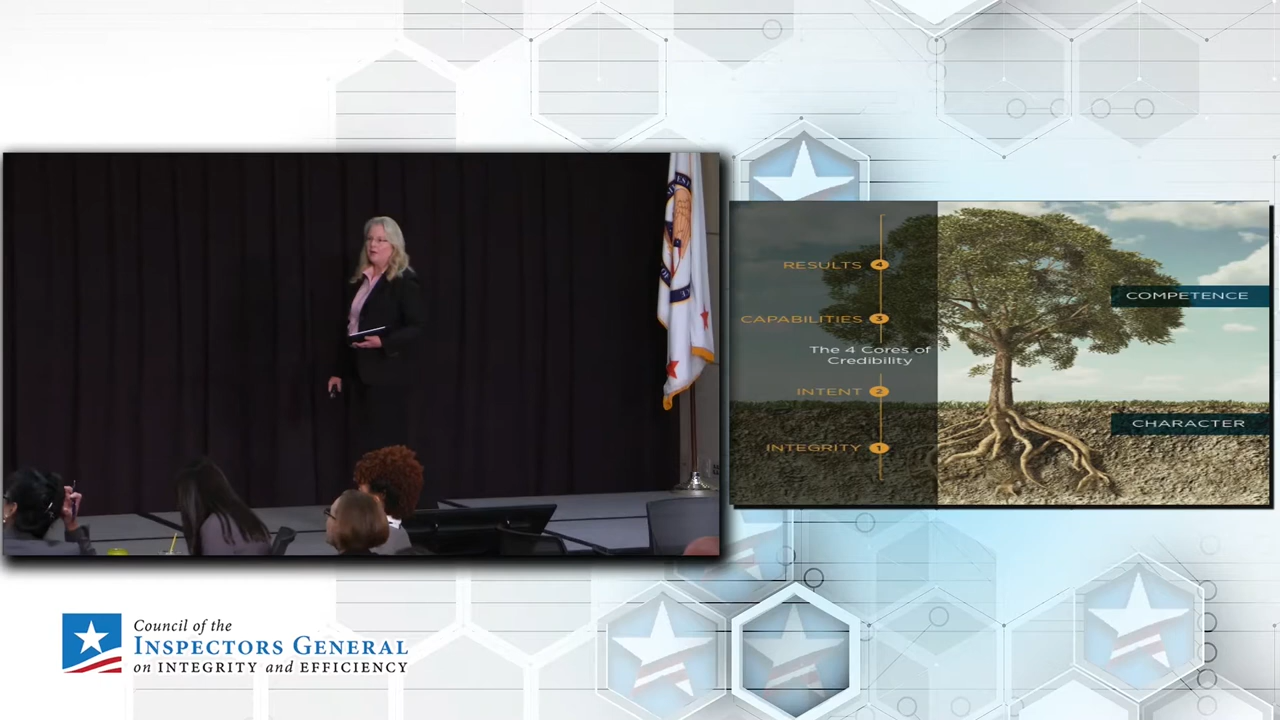 RESULTS 4
CAPABILITIES 3
The 4 Cores of
Credibility
INTENT 2
INTEGRITY 1
COMPETENCE
CHARACTER
Council of the
INSPECTORS GENERAL
on INTEGRITY and EFFICIENCY